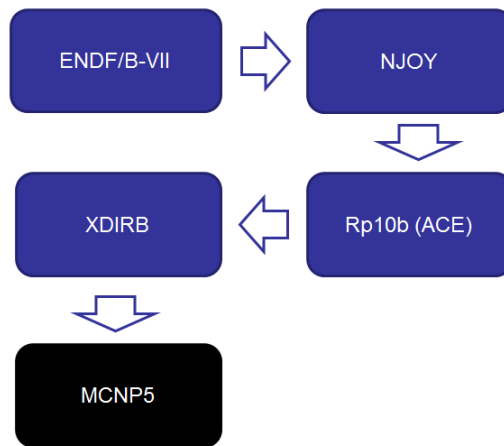 ENDF/B-VII
NJOY
Rp10b (ACE)
XDIRB
MCNP5